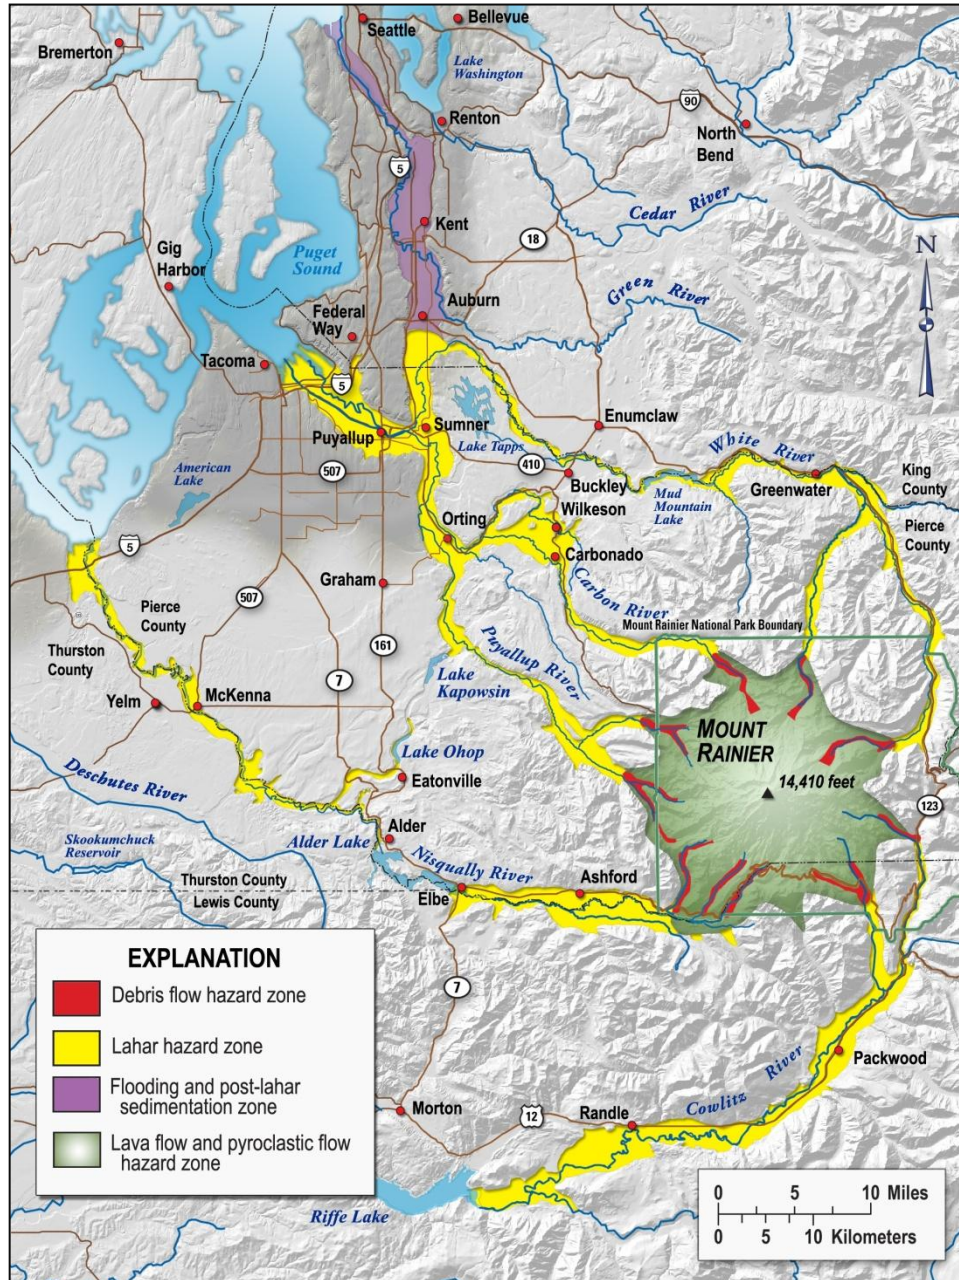 Seattle
Bellevue
Bremerton
Lake
Washington
Renton
90
North
Bend
5
Kent
Cedar River
18
N
Gig
Harbor
Puget
Sound
Auburn
Green River
Federal
Way
Tacoma
5
Enumclaw
Puyallup
Sumner
Lake Tapps
White River
507
410
American
Lake
Buckley
Mud
Mountain
Lake
Greenwater
King
County
Pierce
County
Orting
Wilkeson
5
Carbonado
Graham
Carbon River
507
Pierce
County
Mount Rainier National Park Boundary
Thurston
County
161
Puyallup River
7
Lake
Kapowsin
Yelm
McKenna
MOUNT
RAINIER
Lake Ohop
Deschutes River
Eatonville
14,410 feet
123
Alder
Skookumchuck
Reservoir
Alder Lake
Nisqually River
Thurston County
Lewis County
Elbe
Ashford
EXPLANATION
Debris flow hazard zone
Lahar hazard zone
Flooding and post-lahar
sedimentation zone
Lava flow and pyroclastic flow
hazard zone
7
Packwood
Cowlitz River
Morton
12
Randle
Riffe Lake
0 5 10 Miles
0 5 10 Kilometers